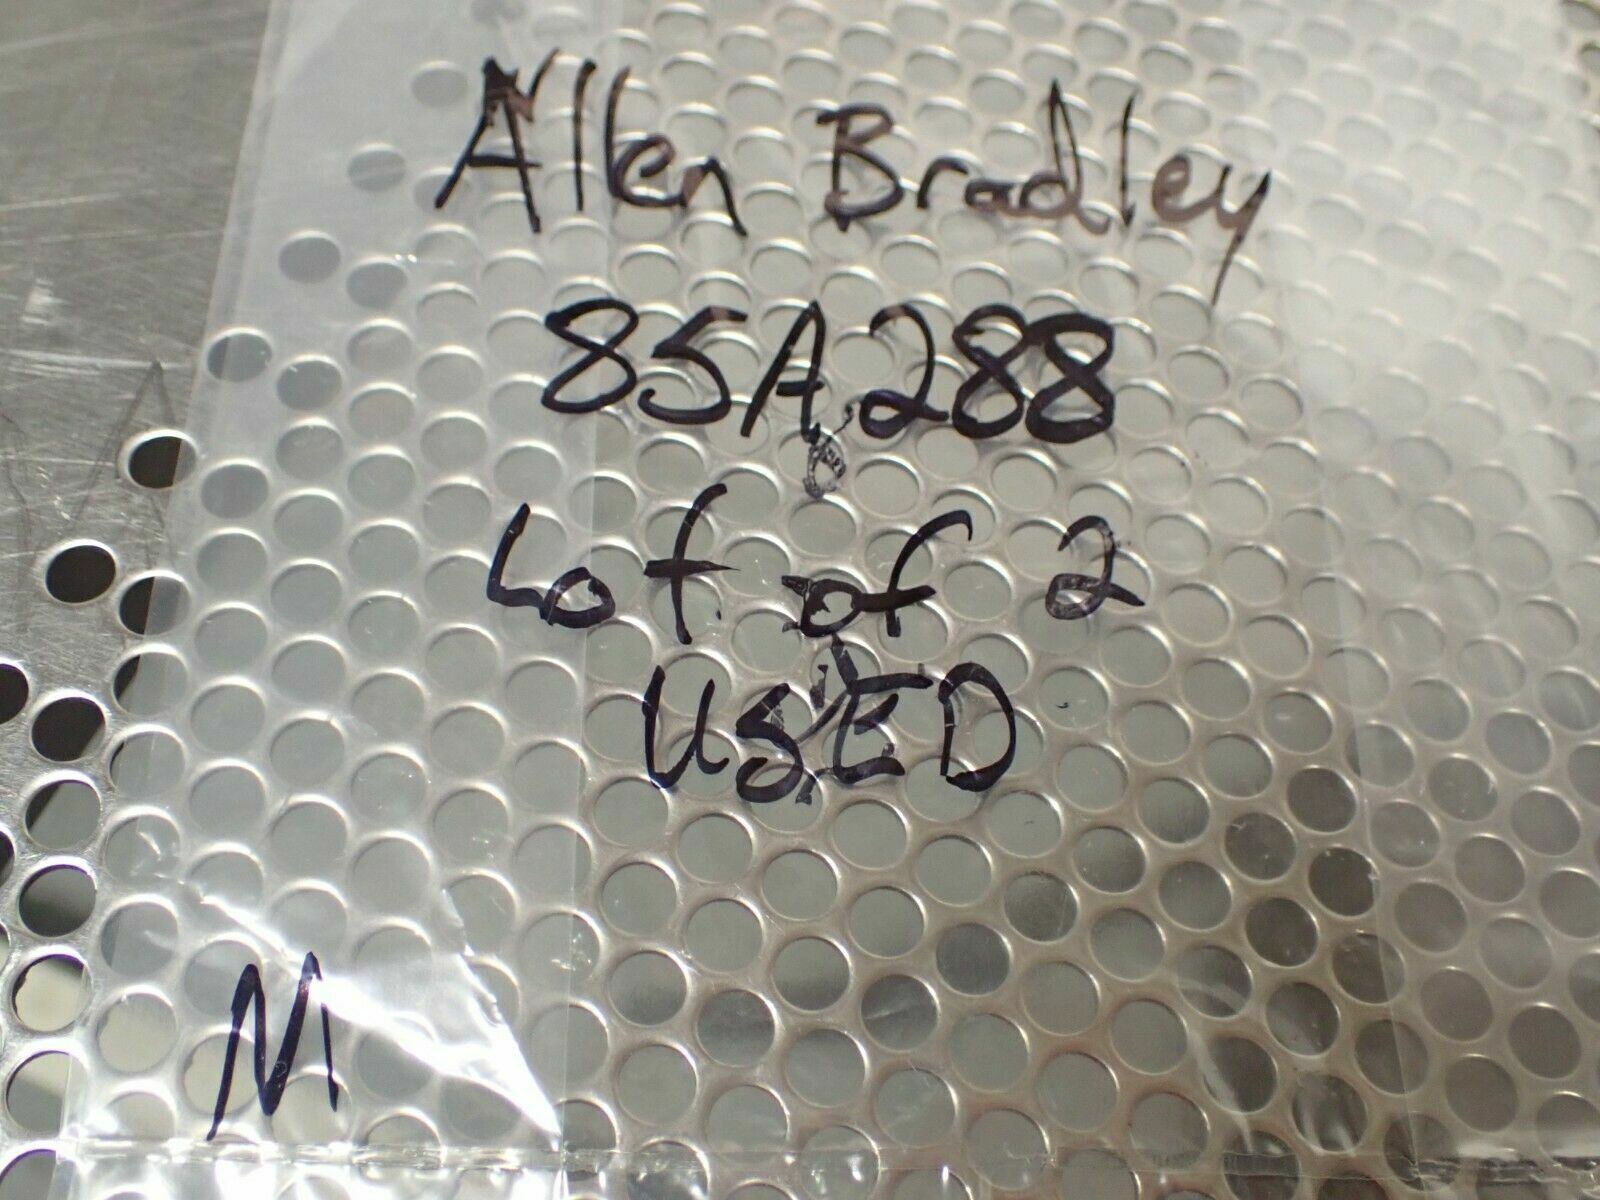 Allen Bradley
85A288
Lot of 2
USED
M